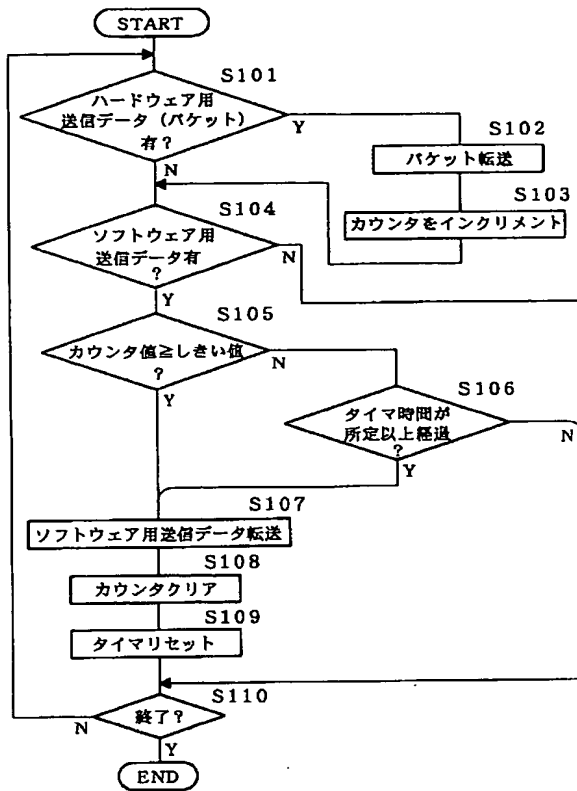 START
S101
ハードウェア用
送信データ（パケット）
有？
Y
N
S102
パケット転送
S103
カウンタをインクリメント
S104
ソフトウェア用
送信データ有
？
N
Y
S105
カウンタ値≧しきい値
？
N
Y
S106
タイマ時間が
所定以上経過
？
N
Y
S107
ソフトウェア用送信データ転送
S108
カウンタクリア
S109
タイマリセット
S110
終了？
N
Y
END